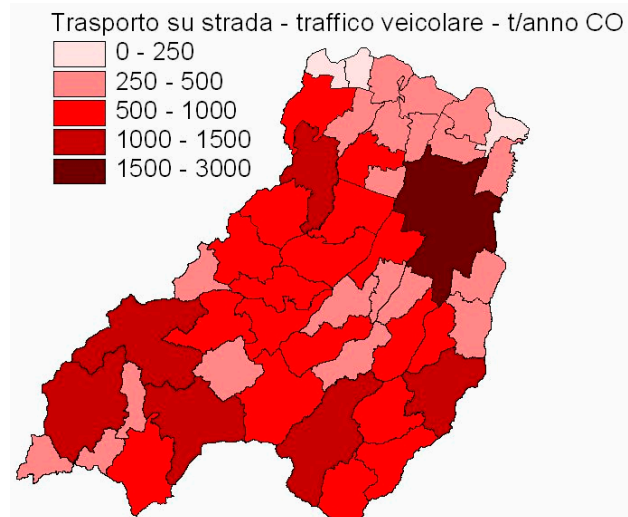 Trasporto su strada - traffico veicolare - t/anno CO
0 - 250
250 - 500
500 - 1000
1000 - 1500
1500 - 3000